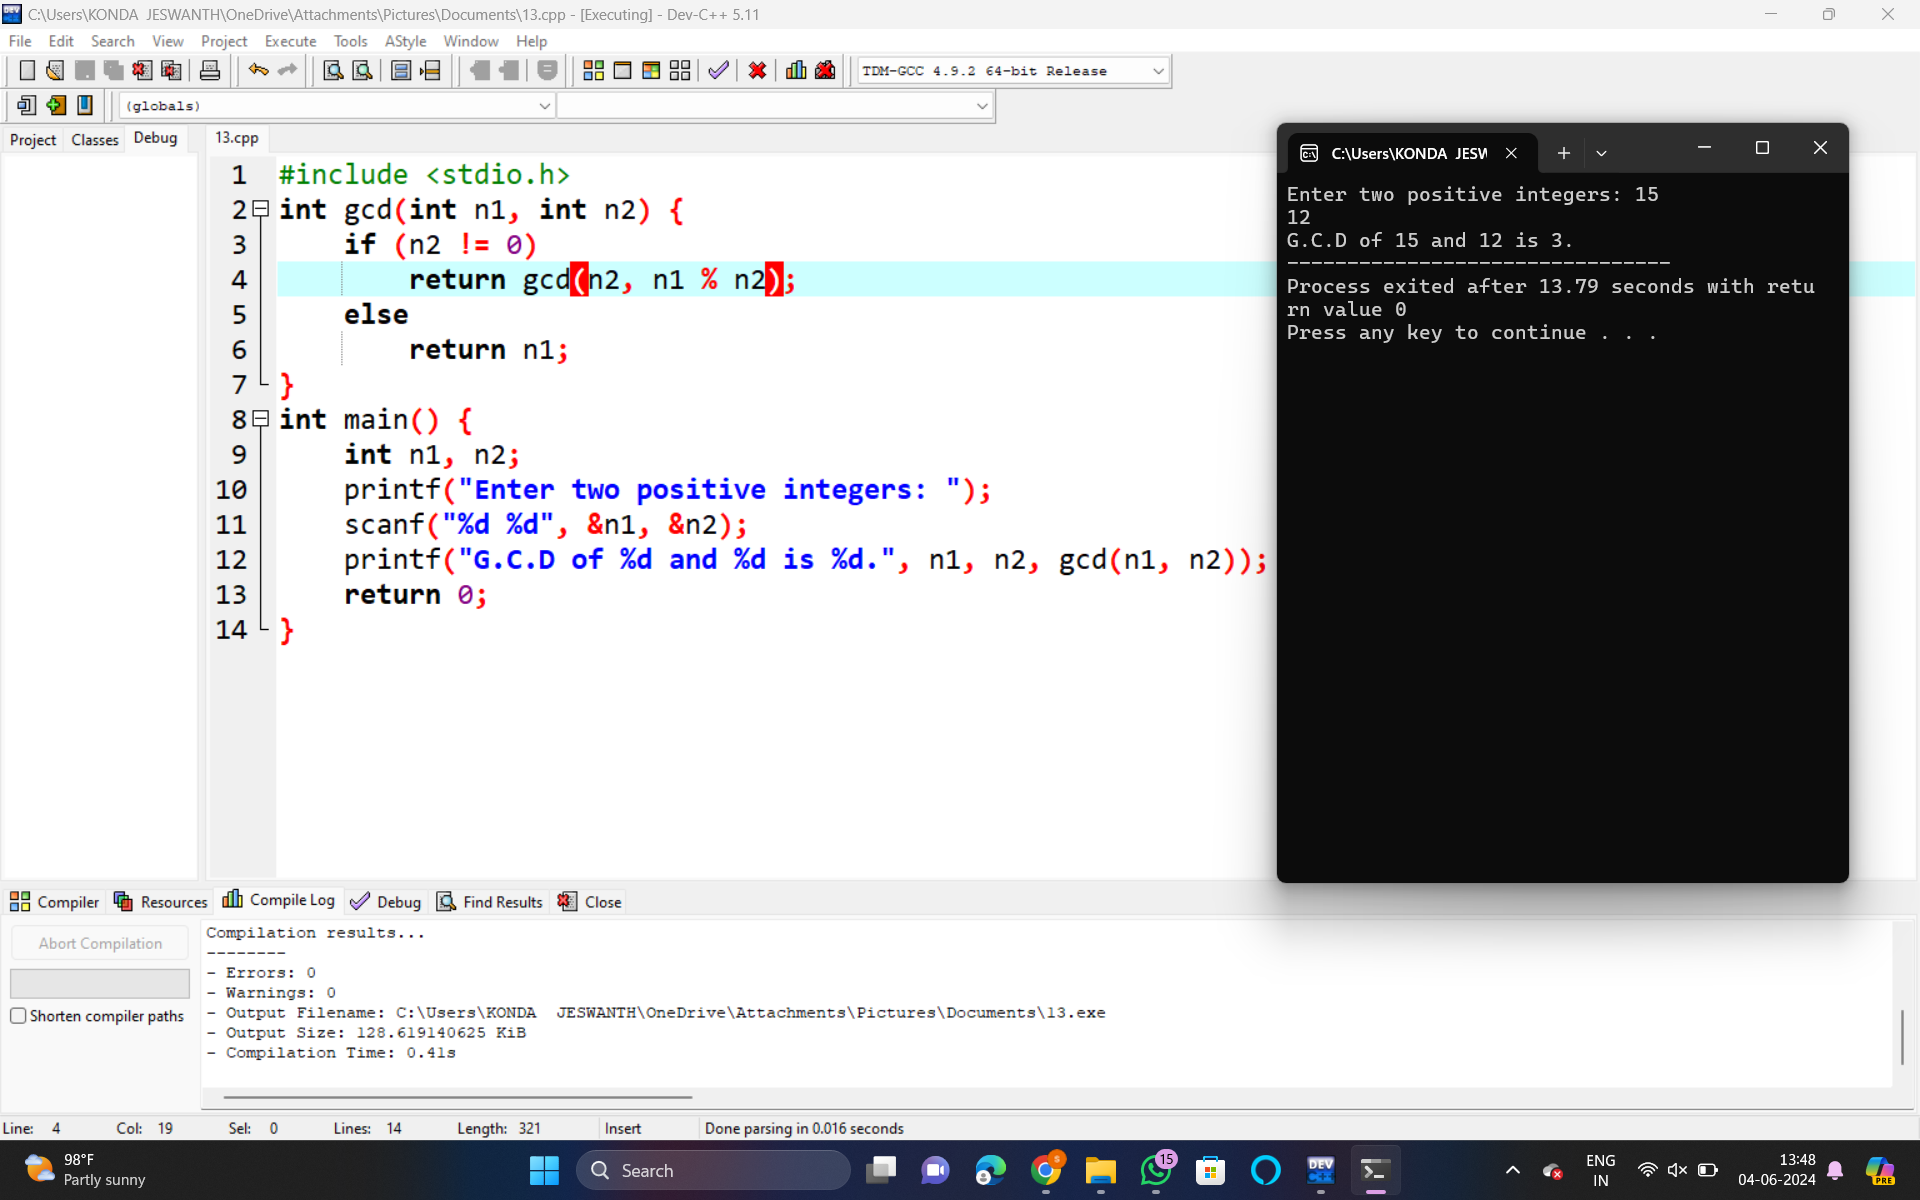 C:\Users\KONDA  JESWANTH\OneDrive\Attachments\Pictures\Documents\13.cpp - [Executing] - Dev-C++ 5.11
File Edit Search View Project Execute Tools AStyle Window Help
TDM-GCC 4.9.2 64-bit Release
(globals)
Project Classes Debug
13.cpp
1 #include <stdio.h>
2 int gcd(int n1, int n2) {
3     if (n2 != 0)
4         return gcd(n2, n1 % n2);
5     else
6         return n1;
7 }
8 int main() {
9     int n1, n2;
10     printf("Enter two positive integers: ");
11     scanf("%d %d", &n1, &n2);
12     printf("G.C.D of %d and %d is %d.", n1, n2, gcd(n1, n2));
13     return 0;
14 }
C:\Users\KONDA  JESW
Enter two positive integers: 15
12
G.C.D of 15 and 12 is 3.
--------------------------------
Process exited after 13.79 seconds with retu
rn value 0
Press any key to continue . . .
Compiler Resources Compile Log Debug Find Results Close
Abort Compilation
Shorten compiler paths
Compilation results...
--------
- Errors: 0
- Warnings: 0
- Output Filename: C:\Users\KONDA  JESWANTH\OneDrive\Attachments\Pictures\Documents\13.exe
- Output Size: 128.619140625 KiB
- Compilation Time: 0.41s
Line: 4 Col: 19 Sel: 0 Lines: 14 Length: 321 Insert Done parsing in 0.016 seconds
98°F
Partly sunny
Search
15
DEV
C++
ENG
IN
13:48
04-06-2024
PRE